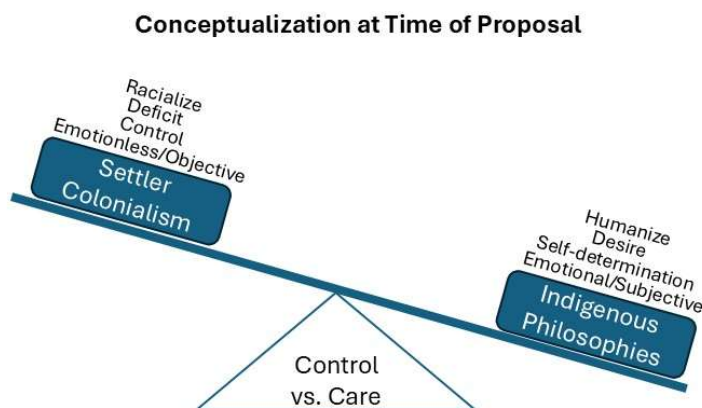 Conceptualization at Time of Proposal
Racialize
Deficit
Control
Emotionless/Objective
Settler
Colonialism
Humanize
Desire
Self-determination
Emotional/Subjective
Indigenous
Philosophies
Control
vs. Care